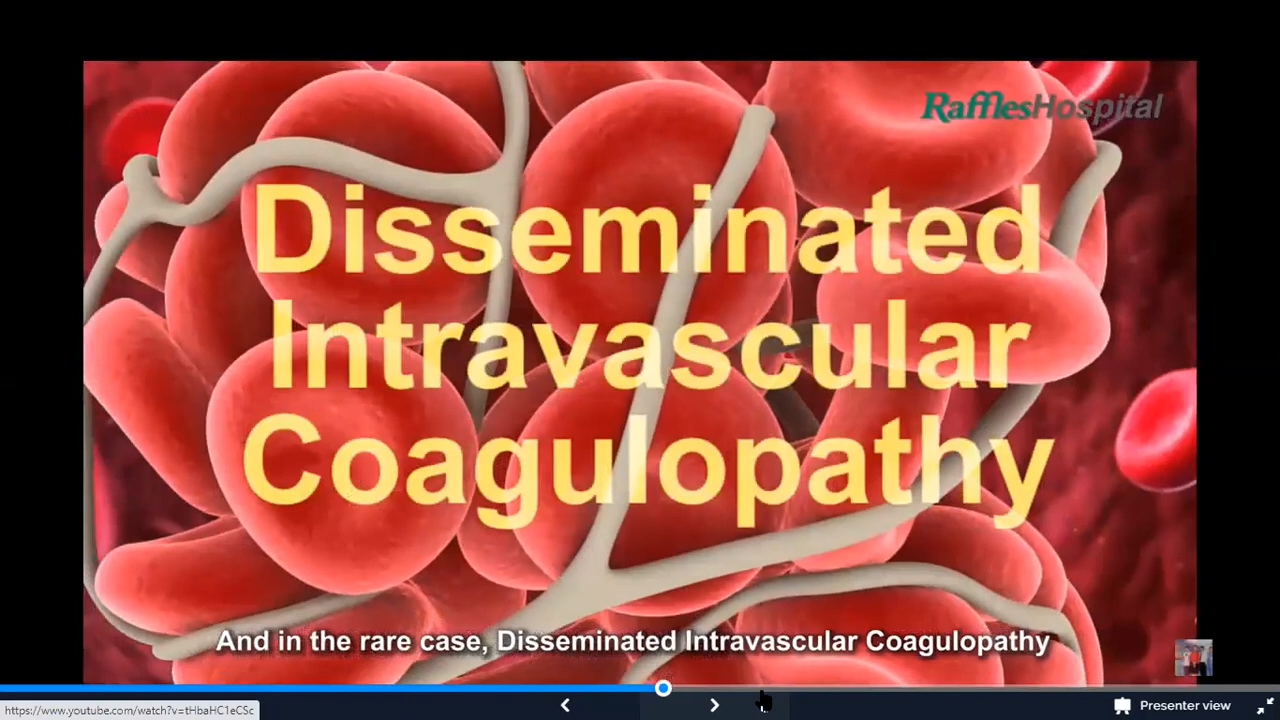 RafflesHospital
Disseminated
Intravascular
Coagulopathy
And in the rare case, Disseminated Intravascular Coagulopathy
Presenter view
https://www.youtube.com/watch?v=tHbaHC1eCSc